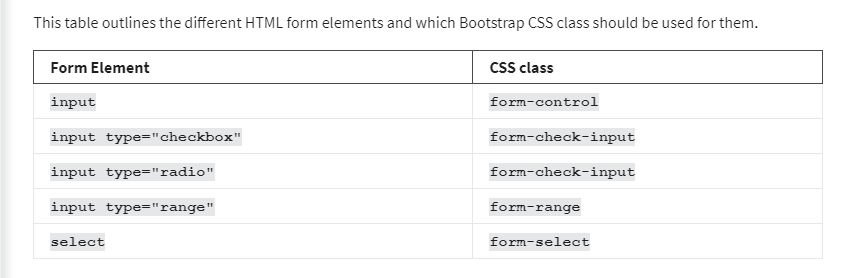 This table outlines the different HTML form elements and which Bootstrap CSS class should be used for them.
Form Element CSS class
input form-control
input type="checkbox" form-check-input
input type="radio" form-check-input
input type="range" form-range
select form-select